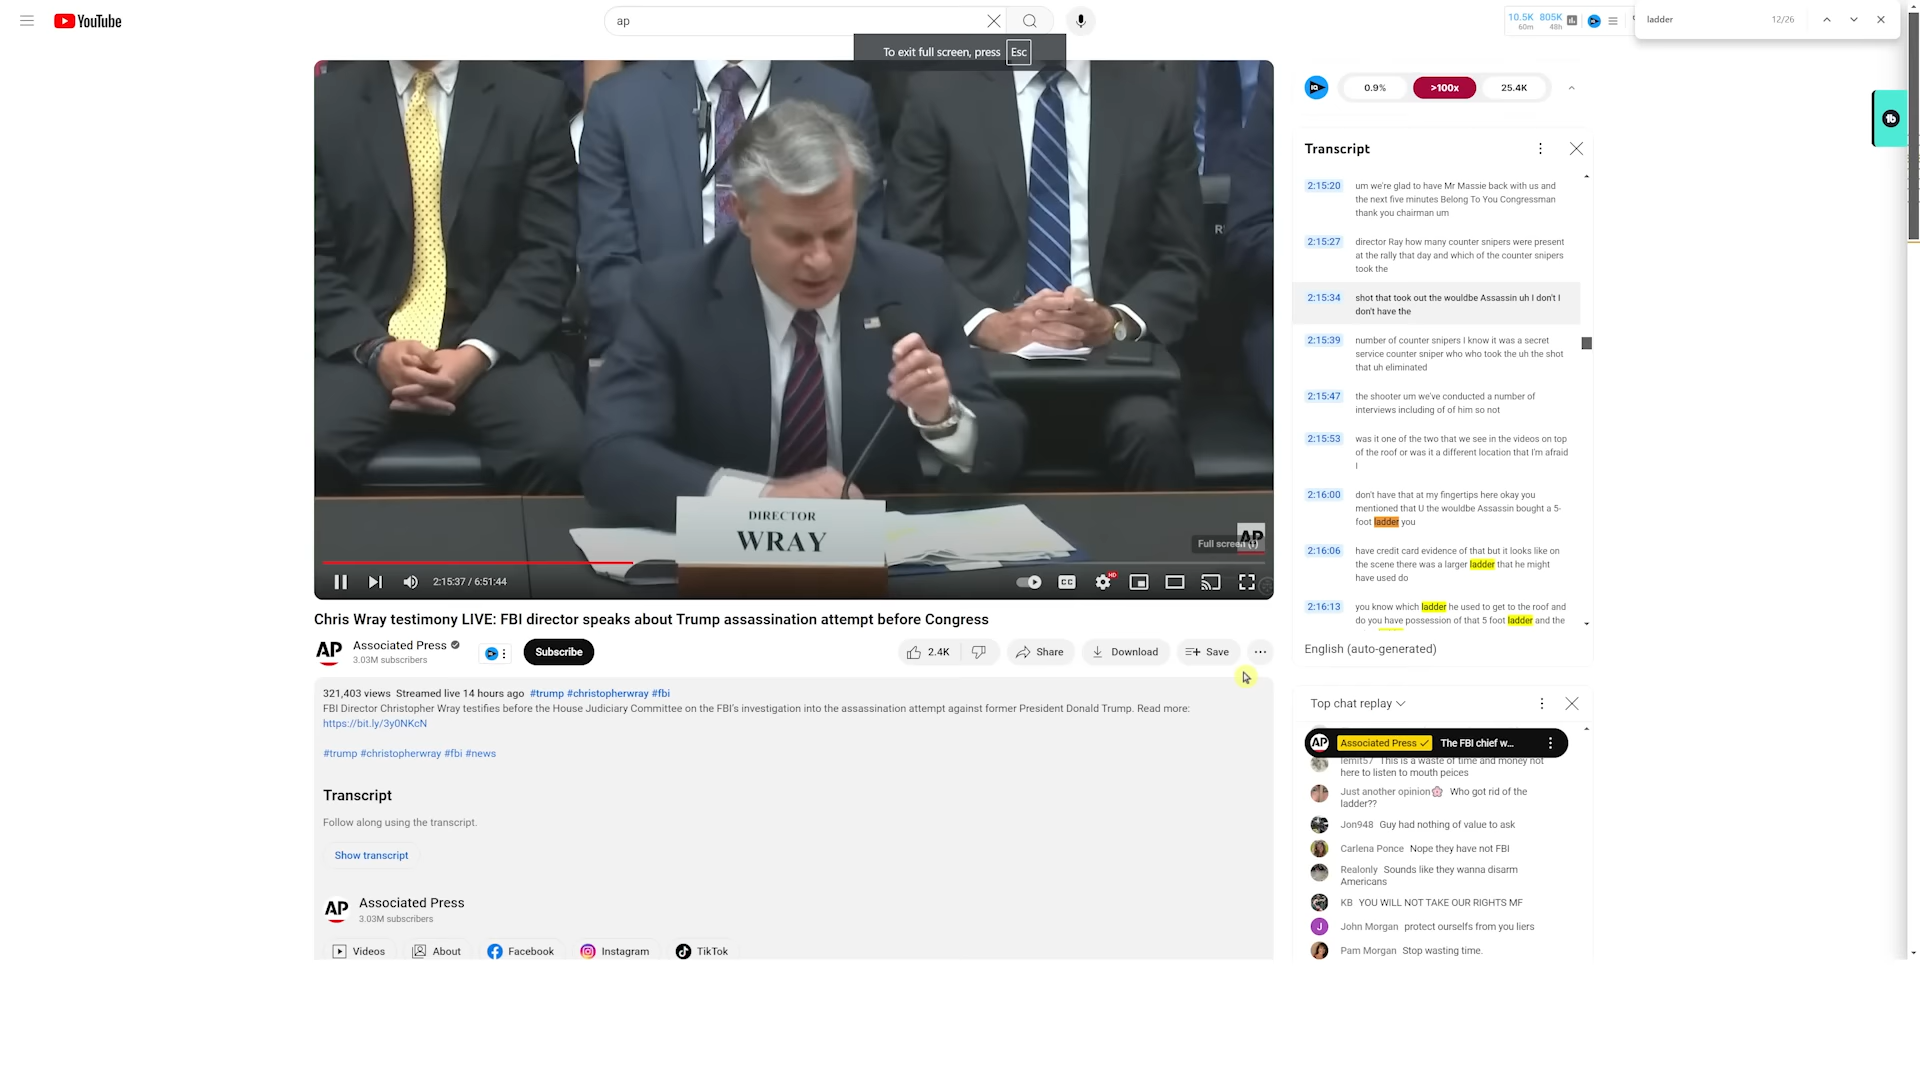 YouTube
ap
To exit full screen, press Esc
10.5K 805K
60m 48h
ladder
12/26
DIRECTOR
WRAY
AP
Full screen (f)
2:15:37 / 6:51:44
CC
HD
Chris Wray testimony LIVE: FBI director speaks about Trump assassination attempt before Congress
AP
Associated Press
3.03M subscribers
Subscribe
2.4K
Share
Download
Save
321,403 views Streamed live 14 hours ago #trump #christopherwray #fbi
FBI Director Christopher Wray testifies before the House Judiciary Committee on the FBI's investigation into the assassination attempt against former President Donald Trump. Read more:
https://bit.ly/3y0NKcN
#trump #christopherwray #fbi #news
Transcript
Follow along using the transcript.
Show transcript
AP
Associated Press
3.03M subscribers
Videos
About
Facebook
Instagram
TikTok
0.9%
>100x
25.4K
Transcript
2:15:20
um we're glad to have Mr Massie back with us and
the next five minutes Belong To You Congressman
thank you chairman um
2:15:27
director Ray how many counter snipers were present
at the rally that day and which of the counter snipers
took the
2:15:34
shot that took out the wouldbe Assassin uh I don't I
don't have the
2:15:39
number of counter snipers I know it was a secret
service counter sniper who who took the uh the shot
that uh eliminated
2:15:47
the shooter um we've conducted a number of
interviews including of of him so not
2:15:53
was it one of the two that we see in the videos on top
of the roof or was it a different location that I'm afraid
I
2:16:00
don't have that at my fingertips here okay you
mentioned that U the wouldbe Assassin bought a 5-
foot ladder you
2:16:06
have credit card evidence of that but it looks like on
the scene there was a larger ladder that he might
have used do
2:16:13
you know which ladder he used to get to the roof and
do you have possession of that 5 foot ladder and the
English (auto-generated)
Top chat replay
AP Associated Press The FBI chief w...
lemit57 This is a waste of time and money not
here to listen to mouth peices
Just another opinion Who got rid of the
ladder??
Jon948 Guy had nothing of value to ask
Carlena Ponce Nope they have not FBI
Realonly Sounds like they wanna disarm
Americans
KB YOU WILL NOT TAKE OUR RIGHTS MF
J John Morgan protect ourselfs from you liers
Pam Morgan Stop wasting time.